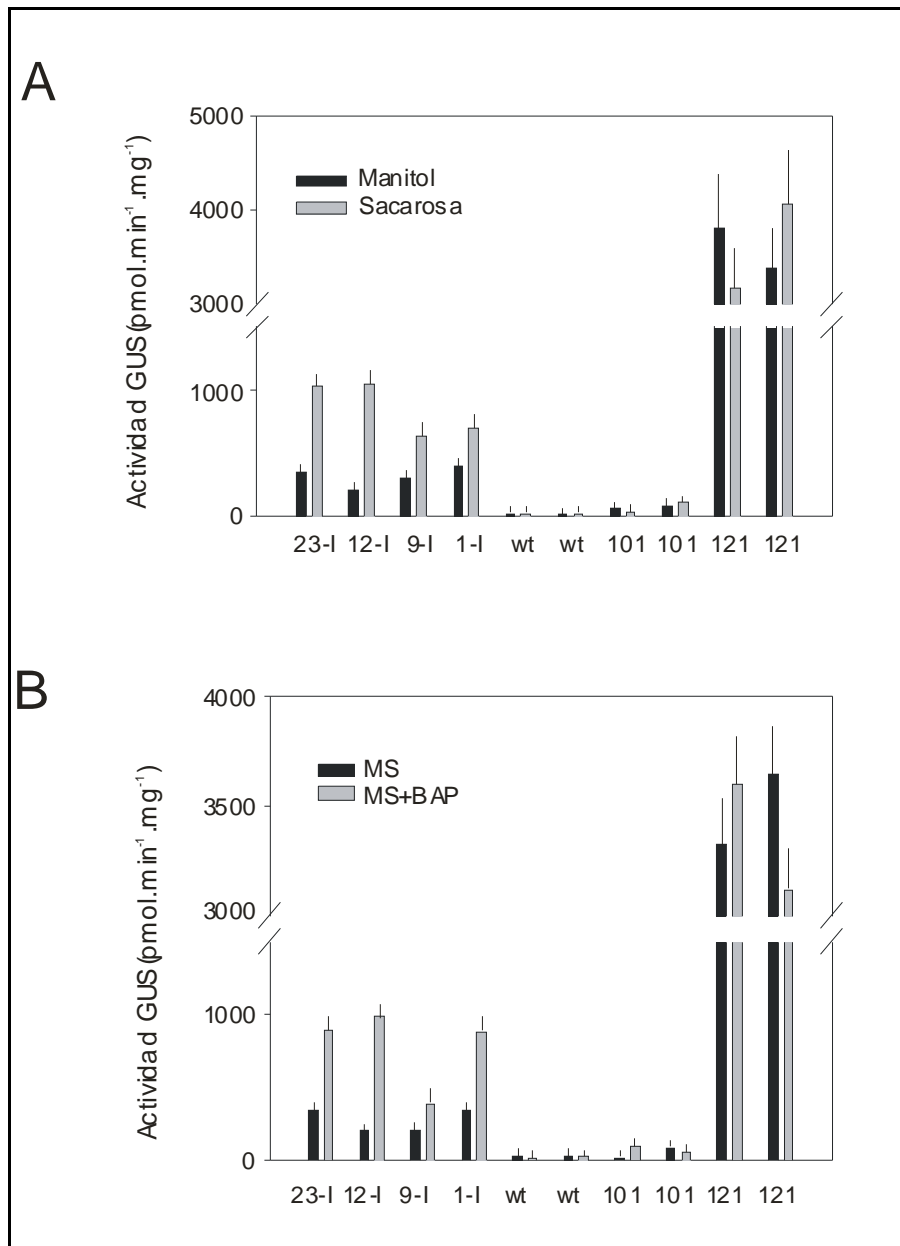 A
Actividad GUS(pmol.min⁻¹.mg⁻¹)
5000
4000
3000
1000
0
Manitol
Sacarosa
23-I 12-I 9-I 1-I wt wt 101 101 121 121
B
Actividad GUS(pmol.min⁻¹.mg⁻¹)
4000
3500
3000
1000
0
MS
MS+BAP
23-I 12-I 9-I 1-I wt wt 101 101 121 121